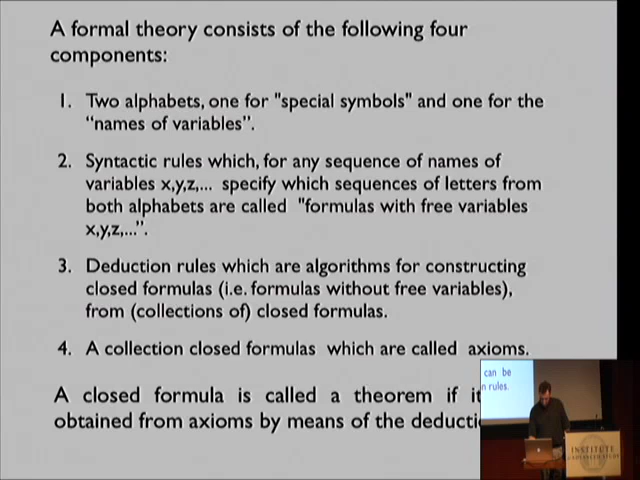 A formal theory consists of the following four
components:
1. Two alphabets, one for "special symbols" and one for the
“names of variables”.
2. Syntactic rules which, for any sequence of names of
variables x,y,z,... specify which sequences of letters from
both alphabets are called "formulas with free variables
x,y,z,...”.
3. Deduction rules which are algorithms for constructing
closed formulas (i.e. formulas without free variables),
from (collections of) closed formulas.
4. A collection closed formulas which are called axioms.
A closed formula is called a theorem if it
obtained from axioms by means of the
can be
rules.
INSTITUTE